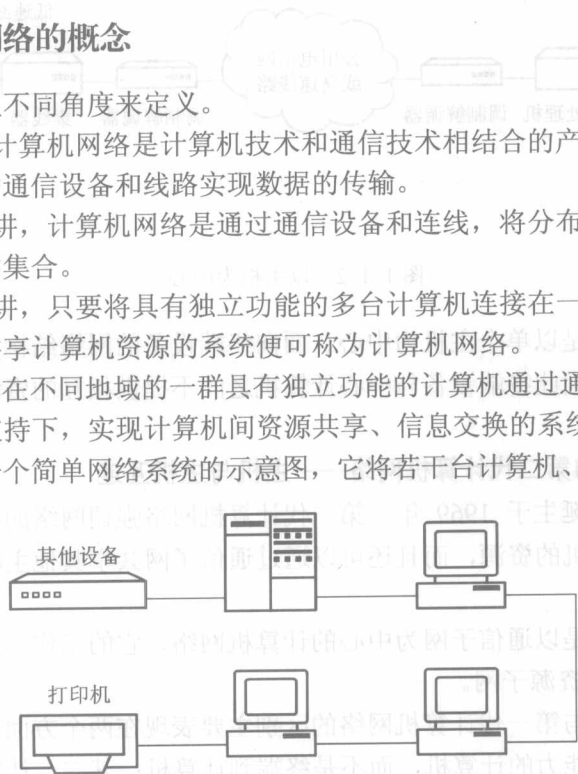 络的概念
不同角度来定义。
计算机网络是计算机技术和通信技术相结合的产
通信设备和线路实现数据的传输。
讲，计算机网络是通过通信设备和连线，将分布
集合。
讲，只要将具有独立功能的多台计算机连接在一
享计算机资源的系统便可称为计算机网络。
在不同地域的一群具有独立功能的计算机通过通
持下，实现计算机间资源共享、信息交换的系统
个简单网络系统的示意图，它将若干台计算机、
其他设备
打印机